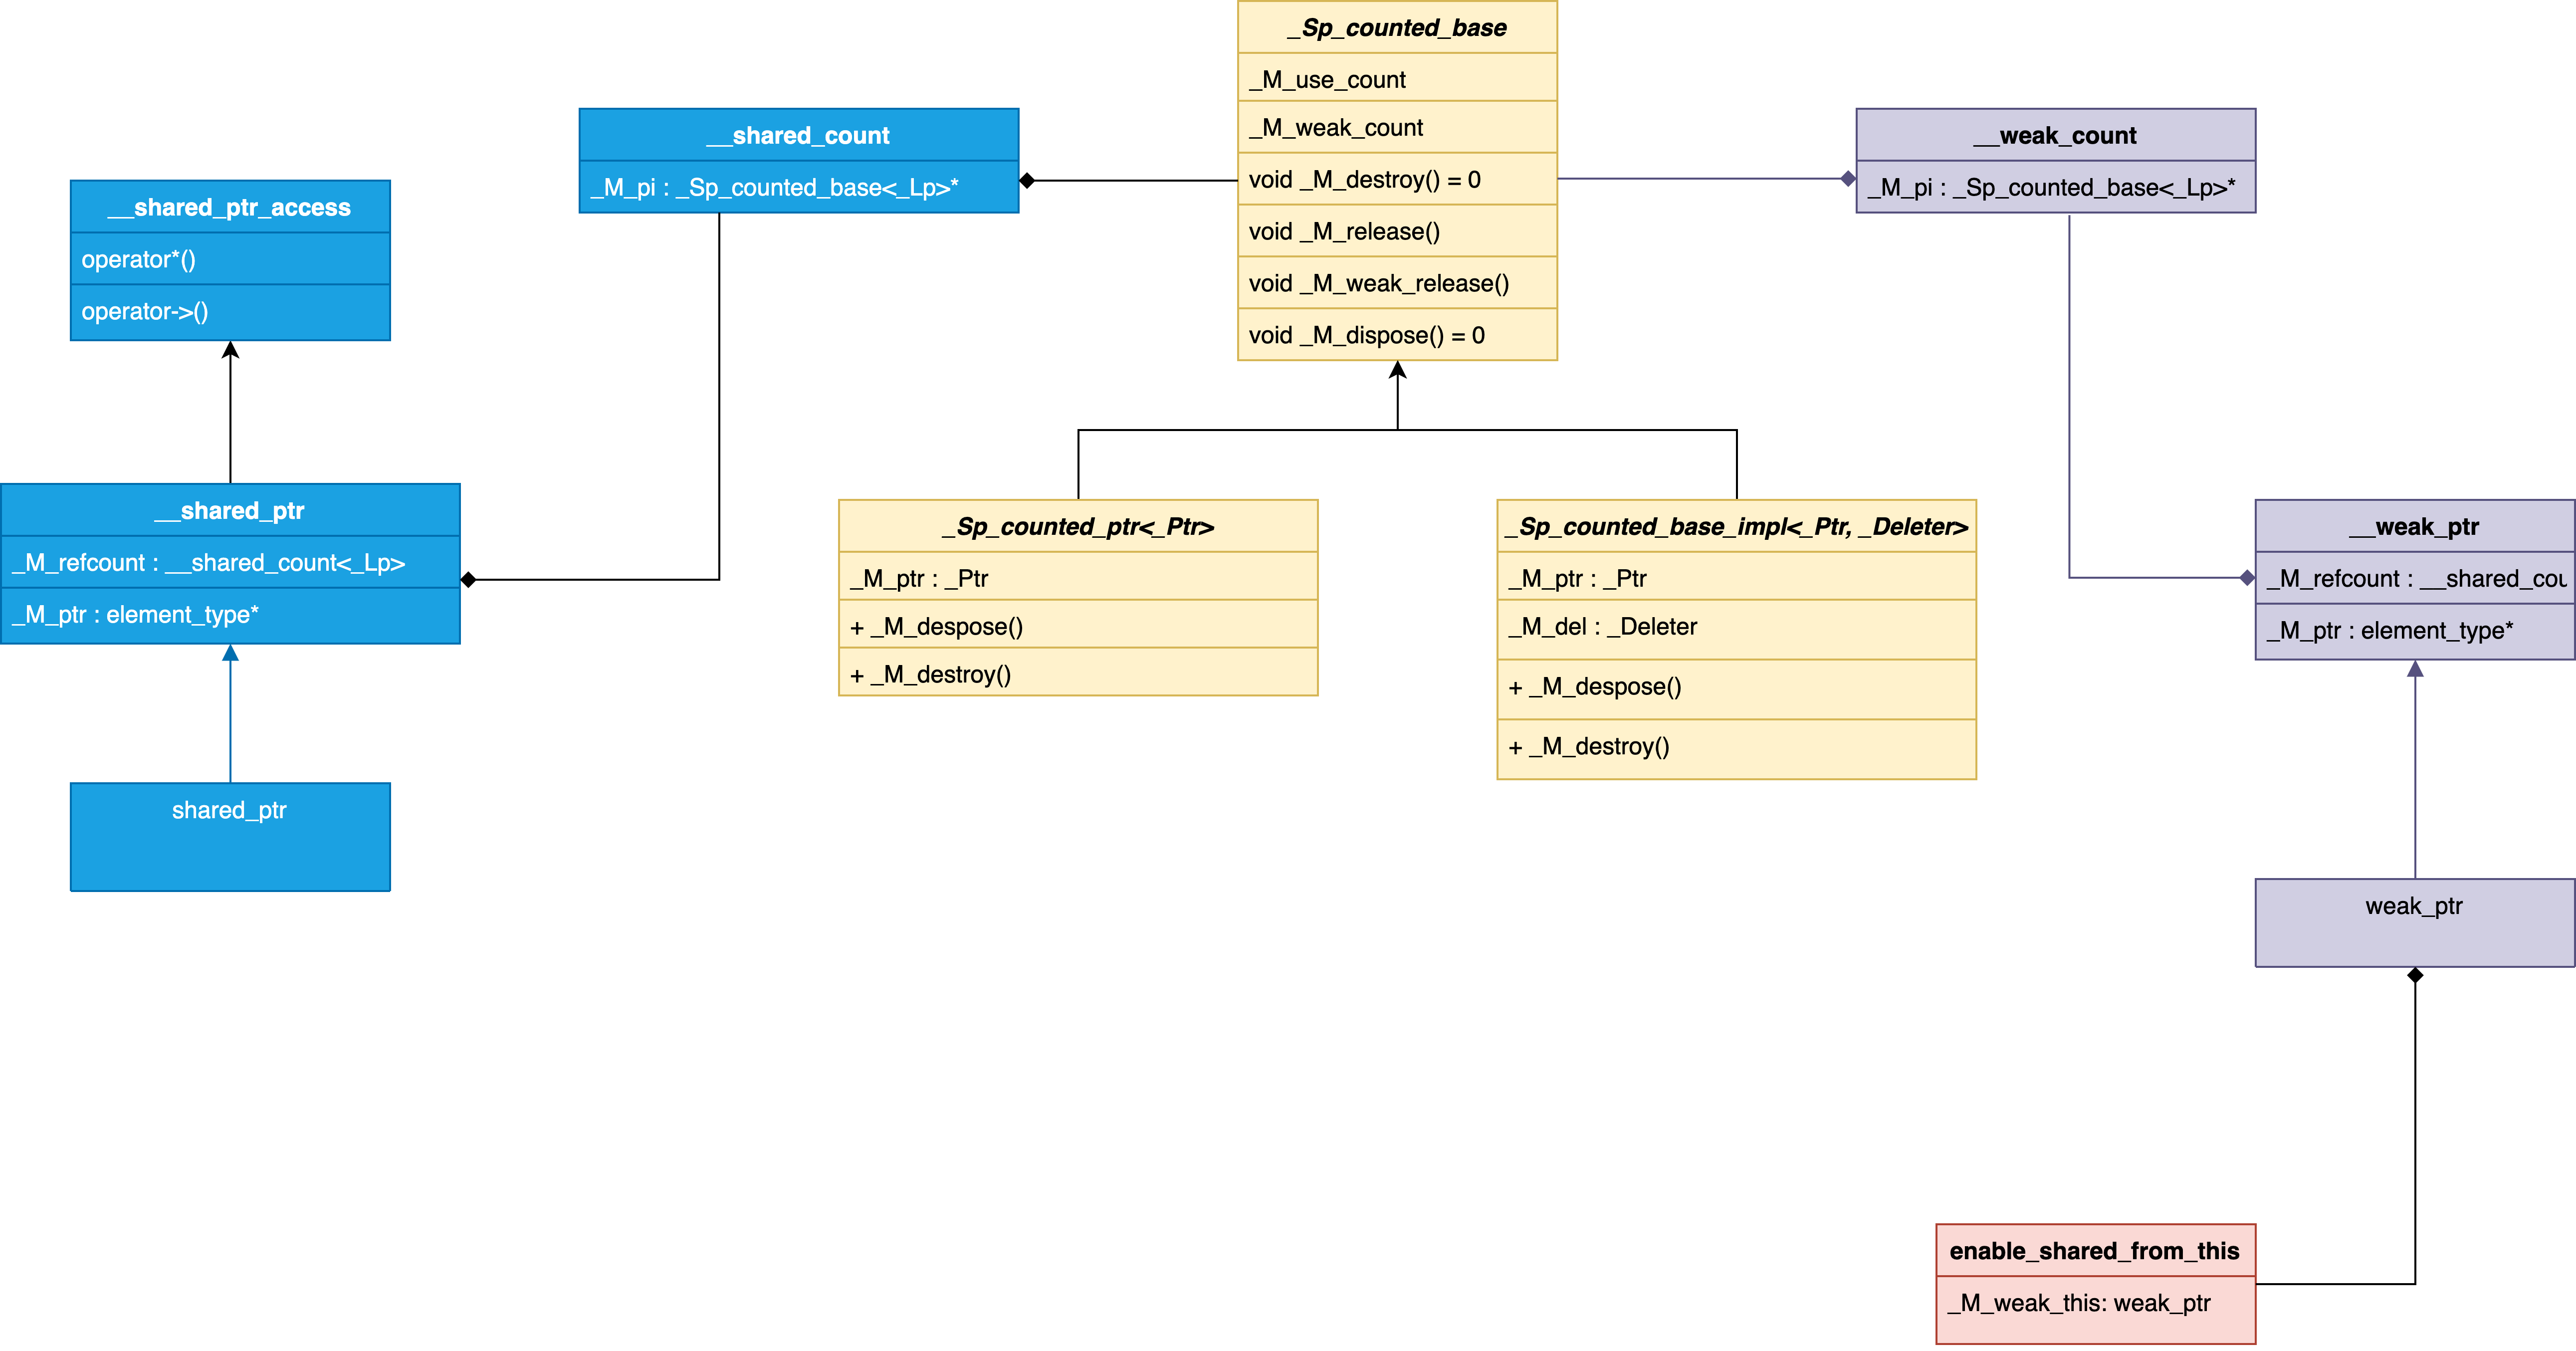 _Sp_counted_base
_M_use_count
_M_weak_count
void _M_destroy() = 0
void _M_release()
void _M_weak_release()
void _M_dispose() = 0
__shared_count
_M_pi : _Sp_counted_base<_Lp>*
__weak_count
_M_pi : _Sp_counted_base<_Lp>*
__shared_ptr_access
operator*()
operator->()
__shared_ptr
_M_refcount : __shared_count<_Lp>
_M_ptr : element_type*
_Sp_counted_ptr<_Ptr>
_M_ptr : _Ptr
+ _M_despose()
+ _M_destroy()
_Sp_counted_base_impl<_Ptr, _Deleter>
_M_ptr : _Ptr
_M_del : _Deleter
+ _M_despose()
+ _M_destroy()
__weak_ptr
_M_refcount : __shared_cou
_M_ptr : element_type*
shared_ptr
weak_ptr
enable_shared_from_this
_M_weak_this: weak_ptr